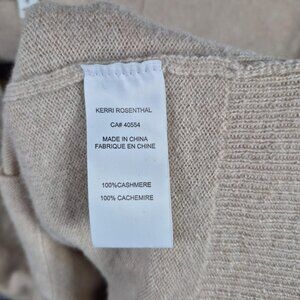 KERRI ROSENTHAL
CA# 40554
MADE IN CHINA
FABRIQUE EN CHINE
100%CASHMERE
100% CACHEMIRE